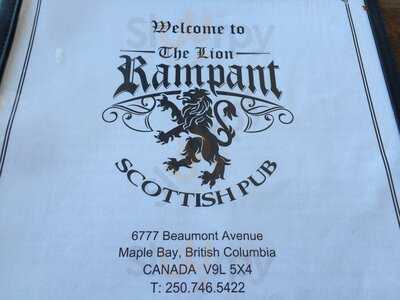 Welcome to
The Lion
Rampant
SCOTTISH PUB
6777 Beaumont Avenue
Maple Bay, British Columbia
CANADA V9L 5X4
T: 250.746.5422